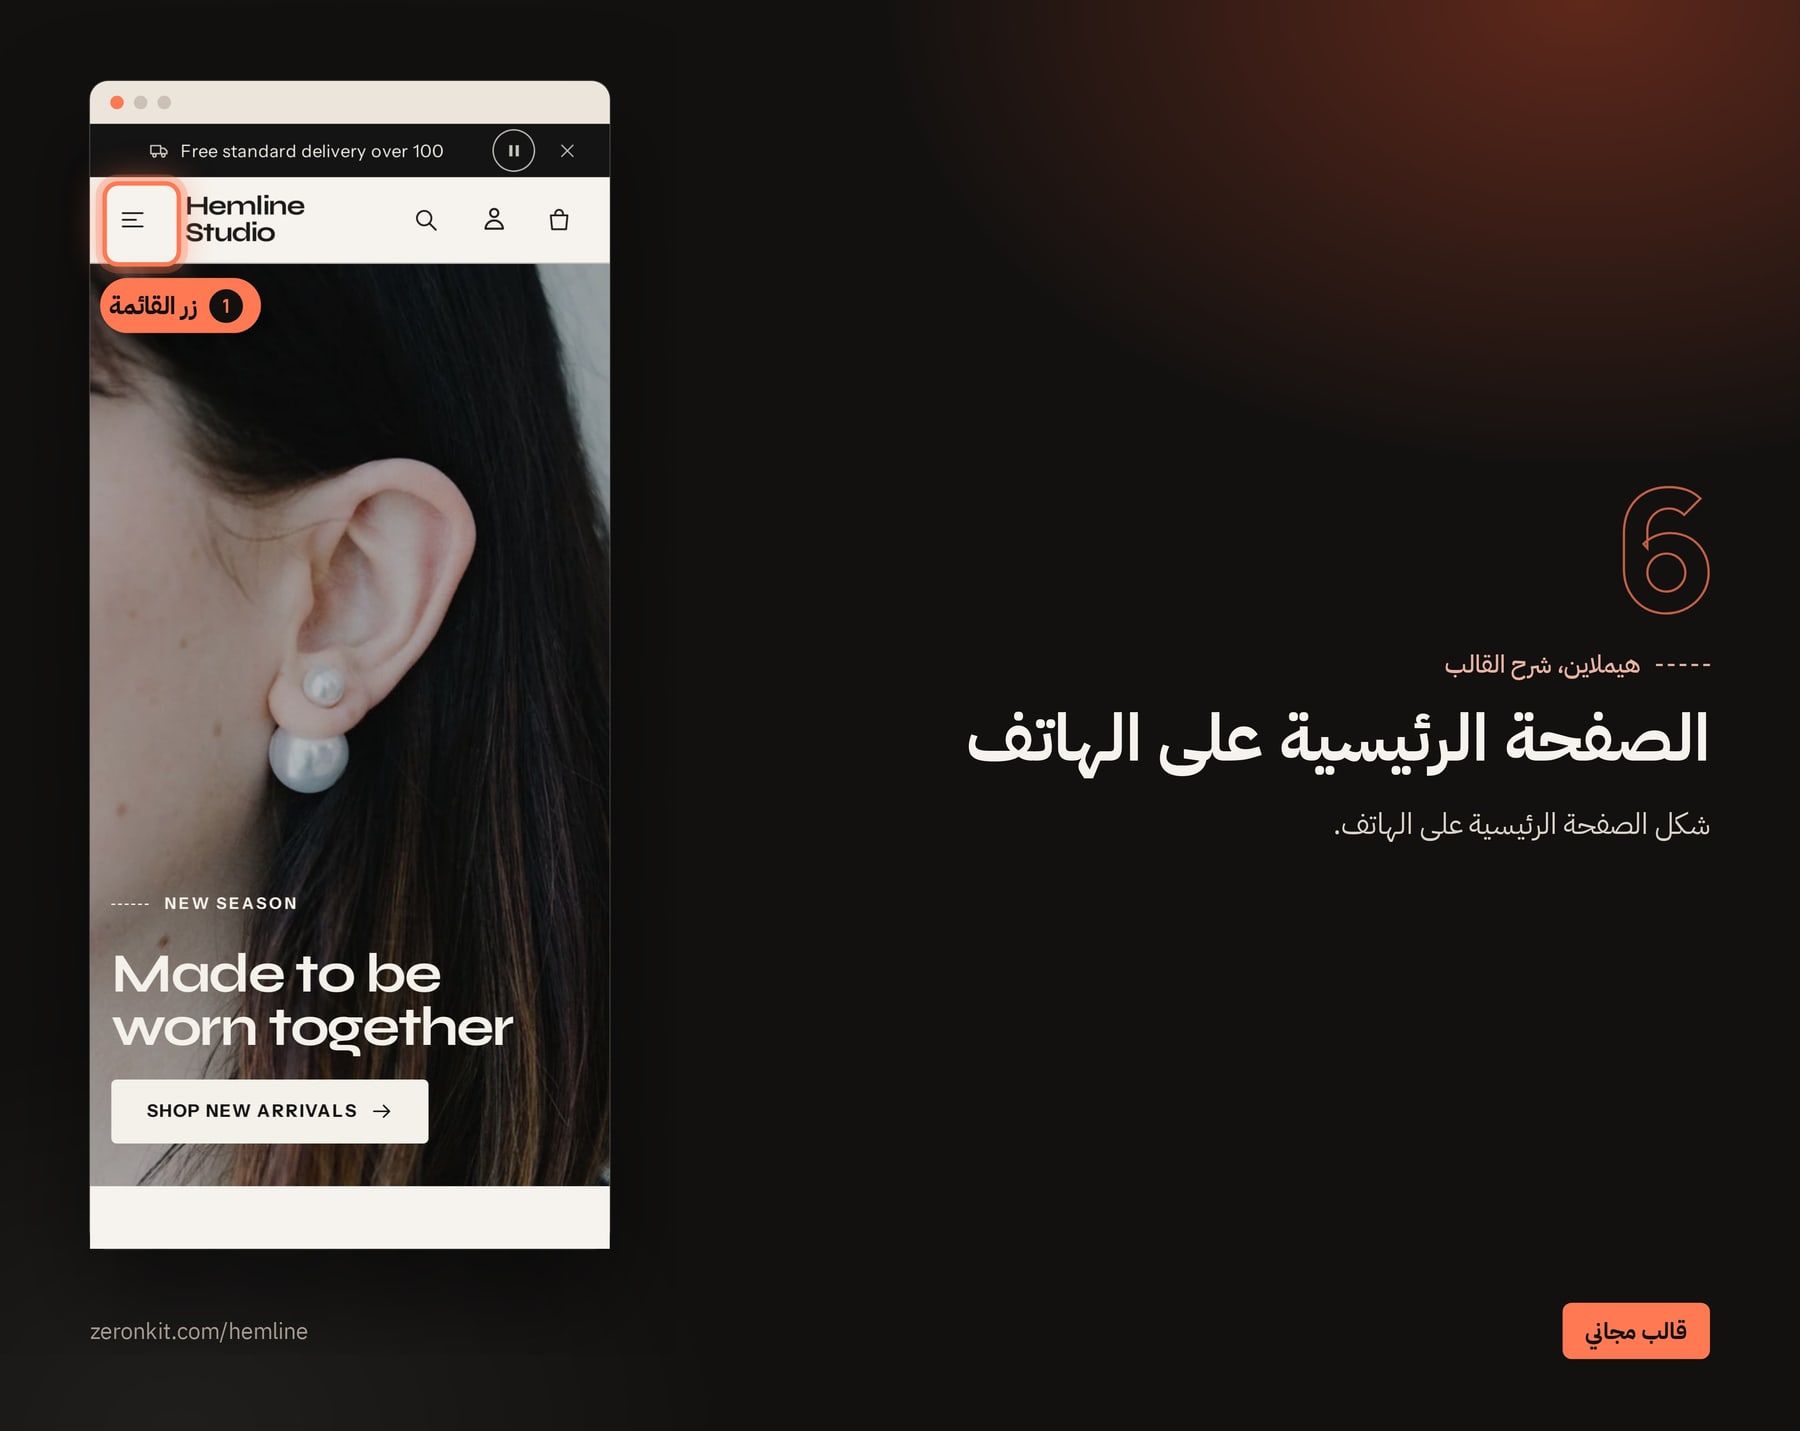 Free standard delivery over 100
Hemline
Studio
1 زر القائمة
NEW SEASON
Made to be
worn together
SHOP NEW ARRIVALS
6
هيملاين، شرح القالب
الصفحة الرئيسية على الهاتف
شكل الصفحة الرئيسية على الهاتف.
zeronkit.com/hemline
قالب مجاني